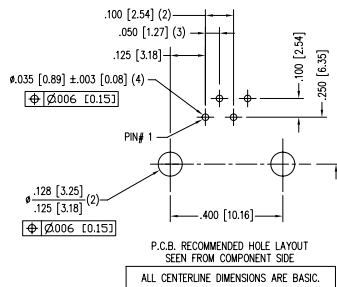 .100 [2.54] (2)
.050 [1.27] (3)
.125 [3.18]
ø.035 [0.89] ±.003 [0.08] (4)
⌖ Ø.006 [0.15]
PIN# 1
.100 [2.54]
.250 [6.35]
ø .128 [3.25] (2)
.125 [3.18]
⌖ Ø.006 [0.15]
.400 [10.16]
P.C.B. RECOMMENDED HOLE LAYOUT
SEEN FROM COMPONENT SIDE
ALL CENTERLINE DIMENSIONS ARE BASIC.